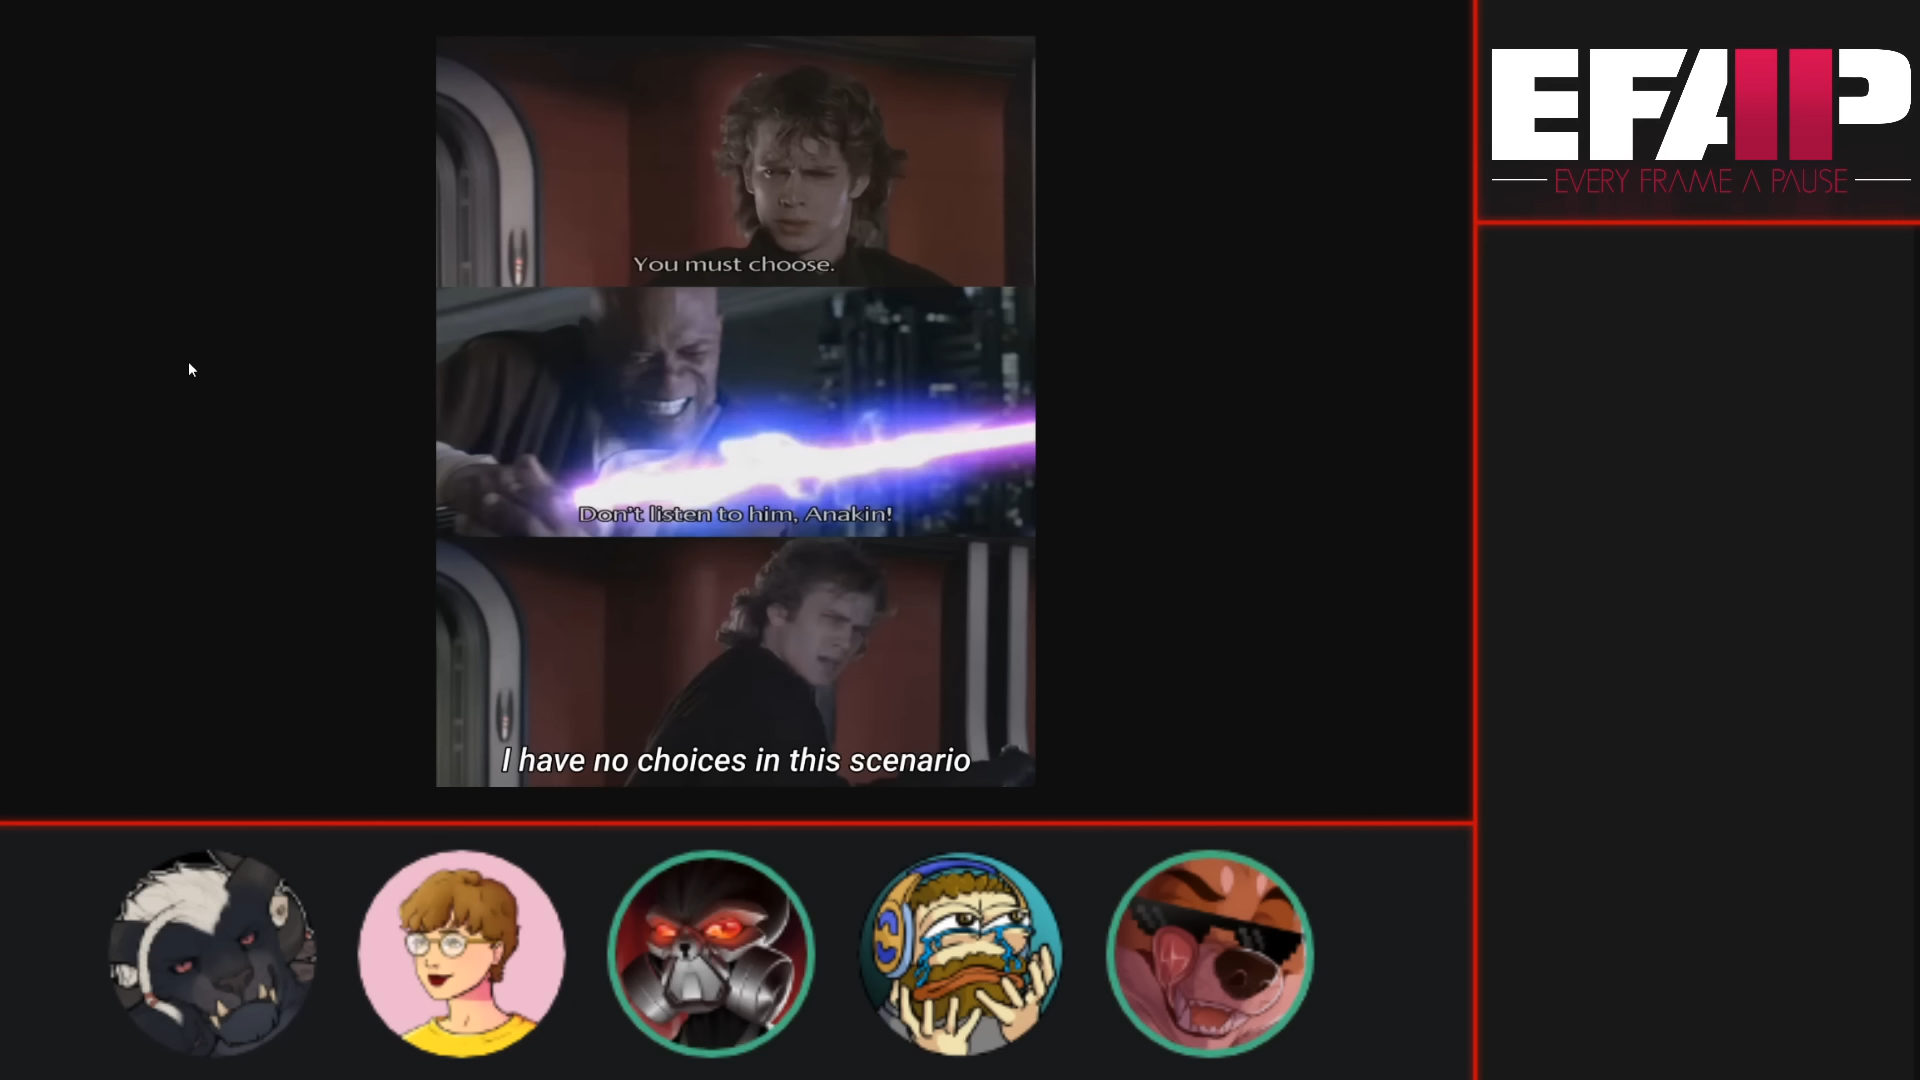 You must choose.
Don't listen to him, Anakin!
I have no choices in this scenario
EFAP
EVERY FRAME A PAUSE